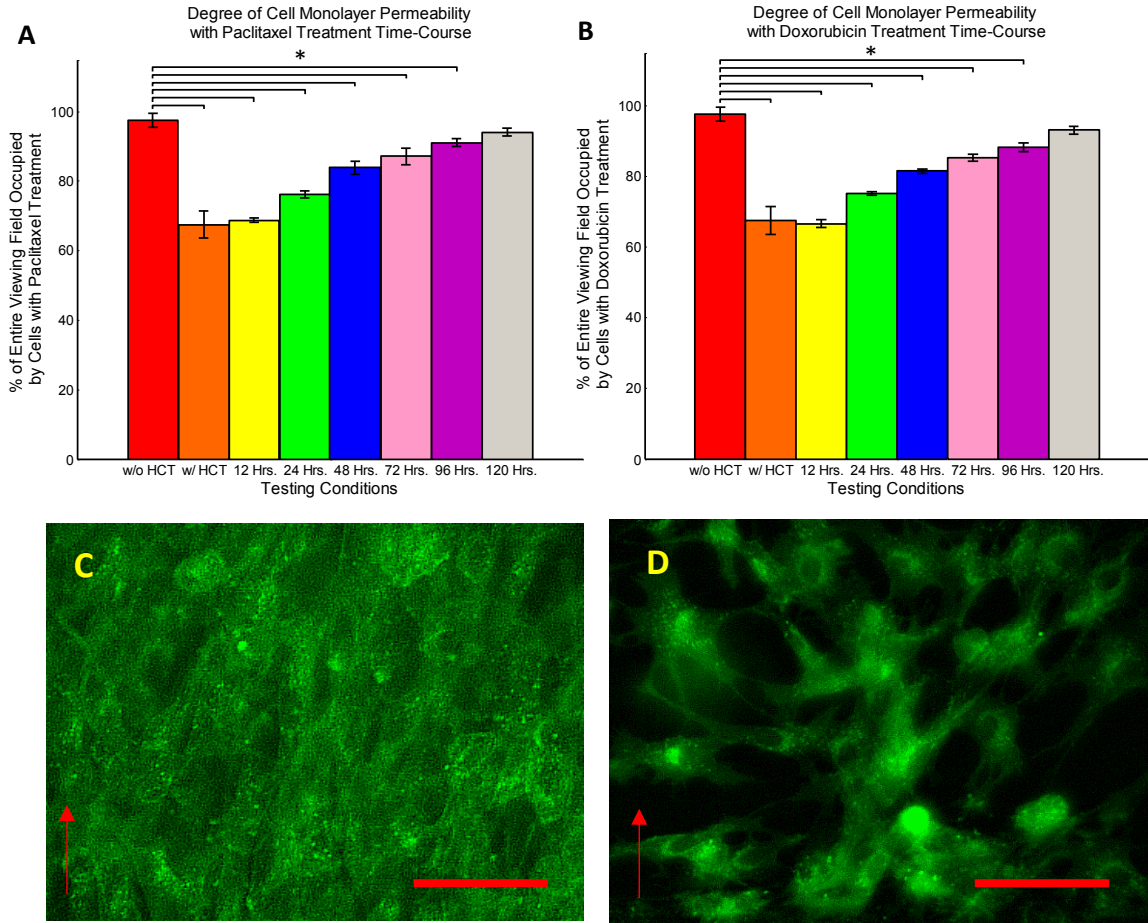 A
Degree of Cell Monolayer Permeability
with Paclitaxel Treatment Time-Course
*
% of Entire Viewing Field Occupied
by Cells with Paclitaxel Treatment
100
80
60
40
20
0
w/o HCT w/ HCT 12 Hrs. 24 Hrs. 48 Hrs. 72 Hrs. 96 Hrs. 120 Hrs.
Testing Conditions
B
Degree of Cell Monolayer Permeability
with Doxorubicin Treatment Time-Course
*
% of Entire Viewing Field Occupied
by Cells with Doxorubicin Treatment
100
80
60
40
20
0
w/o HCT w/ HCT 12 Hrs. 24 Hrs. 48 Hrs. 72 Hrs. 96 Hrs. 120 Hrs.
Testing Conditions
C
D